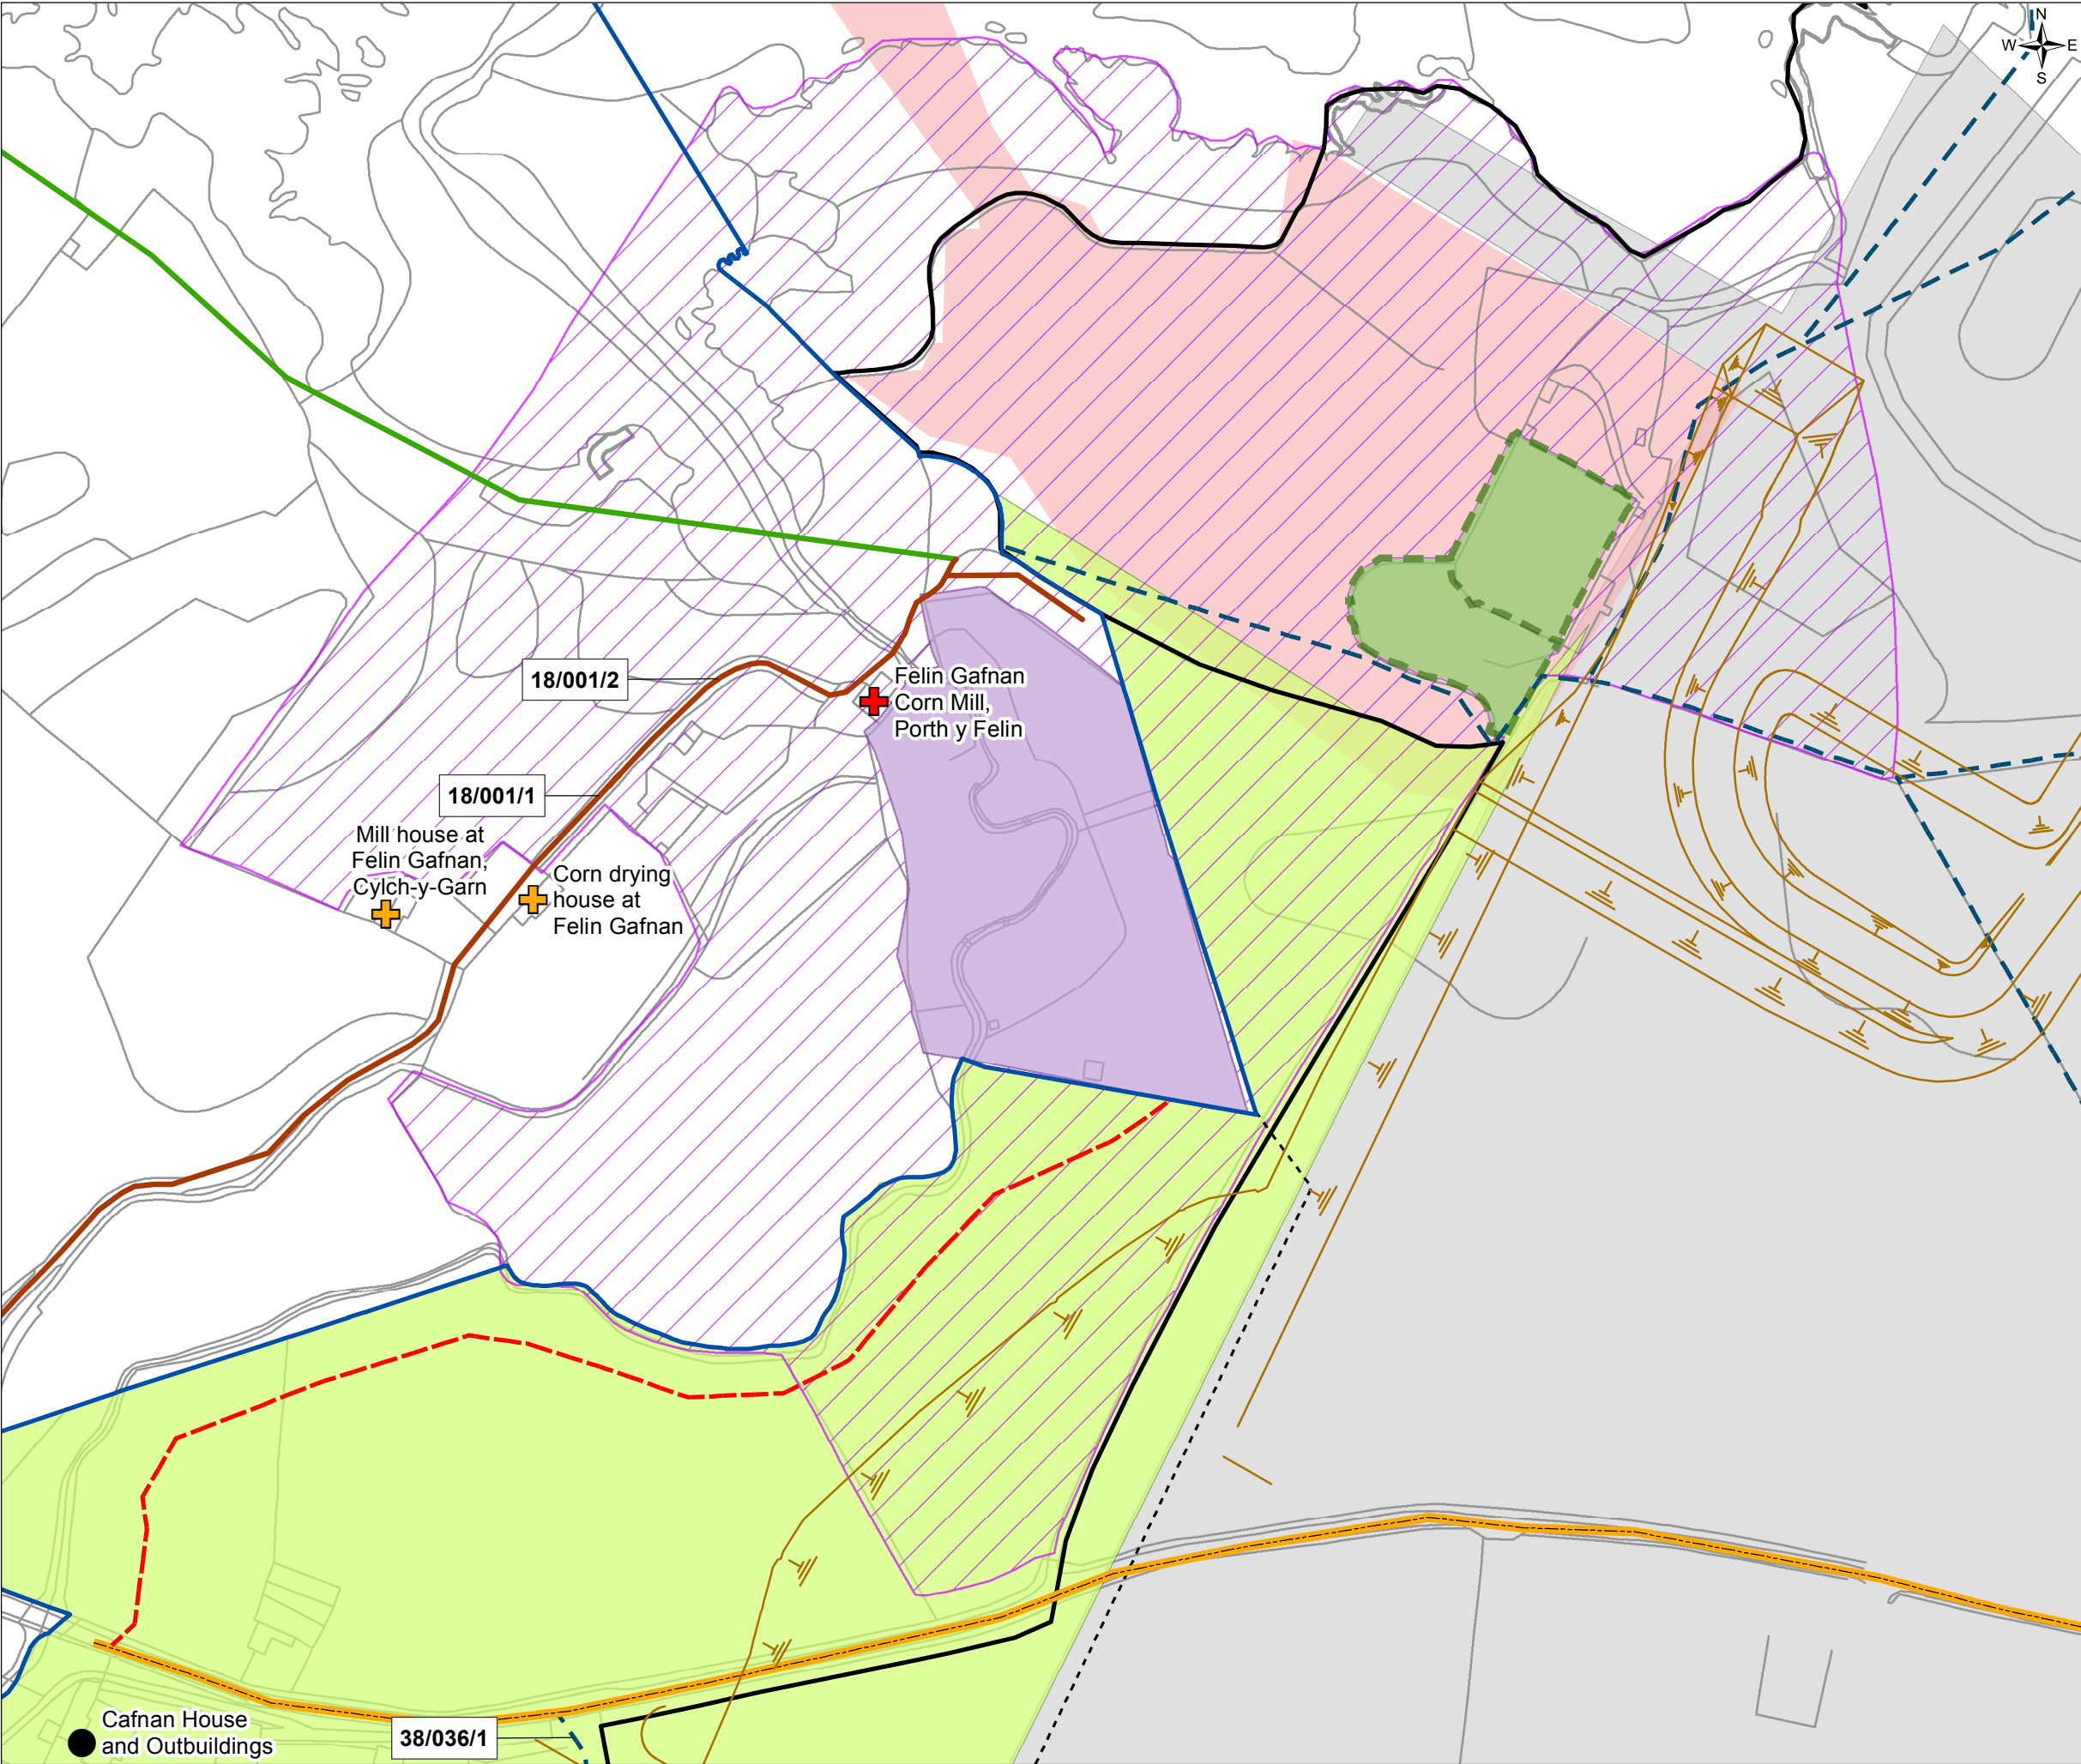 N
W E
S
18/001/2
Felin Gafnan
Corn Mill,
Porth y Felin
18/001/1
Mill house at
Felin Gafnan,
Cylch-y-Garn
Corn drying
house at
Felin Gafnan
Cafnan House
and Outbuildings
38/036/1